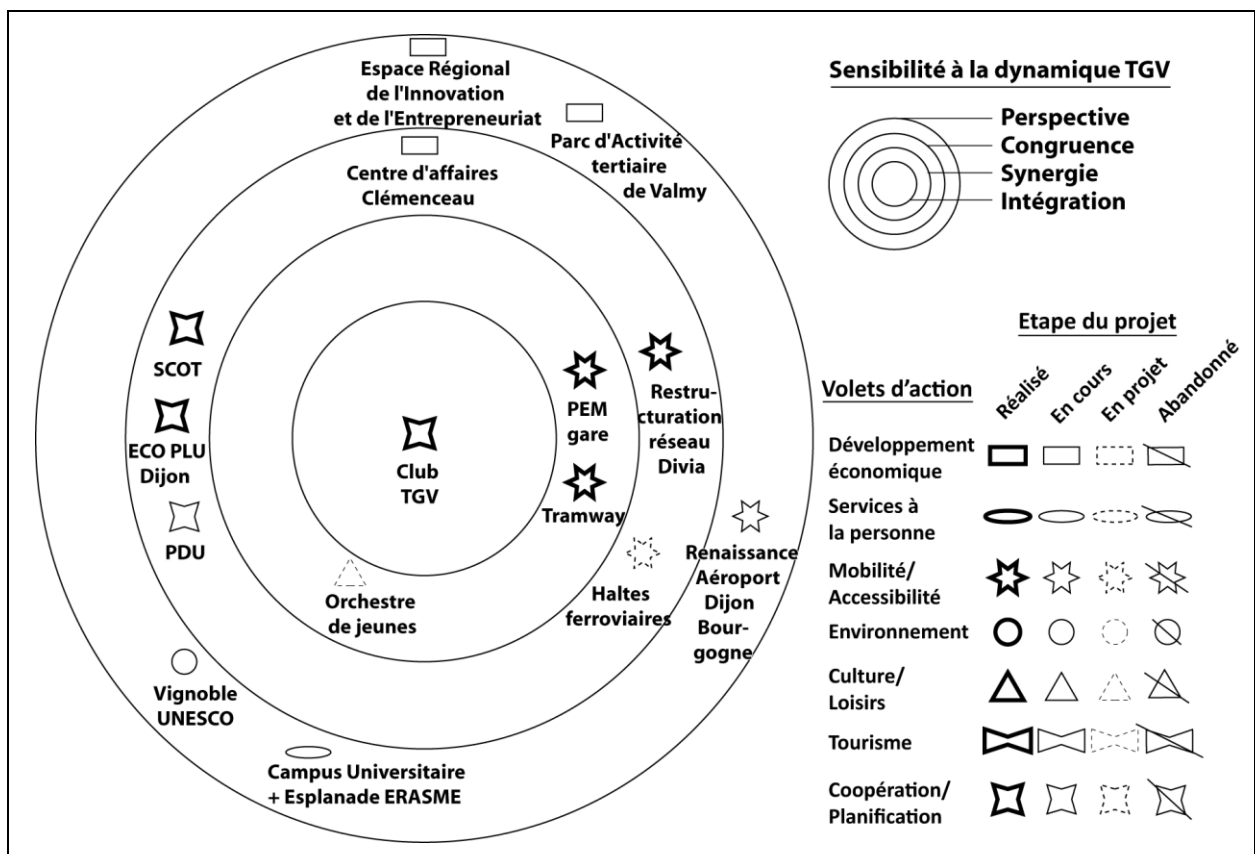 Espace Régional
de l'Innovation
et de l'Entrepreneuriat
Parc d'Activité
tertiaire
de Valmy
Centre d'affaires
Clémenceau
SCOT
ECO PLU
Dijon
PDU
Club
TGV
PEM
gare
Tramway
Restru-
cturation
réseau
Divia
Orchestre
de jeunes
Haltes
ferroviaires
Renaissance
Aéroport
Dijon
Bour-
gogne
Vignoble
UNESCO
Campus Universitaire
+ Esplanade ERASME
Sensibilité à la dynamique TGV
Perspective
Congruence
Synergie
Intégration
Etape du projet
Volets d’action
Réalisé
En cours
En projet
Abandonné
Développement
économique
Services à
la personne
Mobilité/
Accessibilité
Environnement
Culture/
Loisirs
Tourisme
Coopération/
Planification